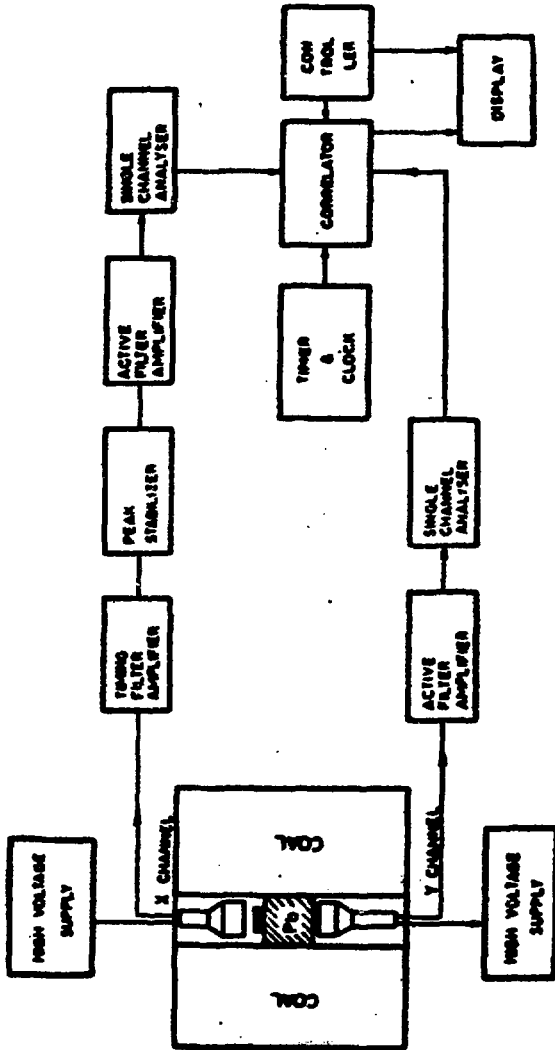 HIGH VOLTAGE
SUPPLY
X CHANNEL
TIMING
FILTER
AMPLIFIER
PEAK
STABILIZER
ACTIVE
FILTER
AMPLIFIER
SINGLE
CHANNEL
ANALYSER
COAL
Pb
COAL
TIMER
&
CLOCK
CORRELATOR
CON
TROL
LER
DISPLAY
Y CHANNEL
HIGH VOLTAGE
SUPPLY
ACTIVE
FILTER
AMPLIFIER
SINGLE
CHANNEL
ANALYSER